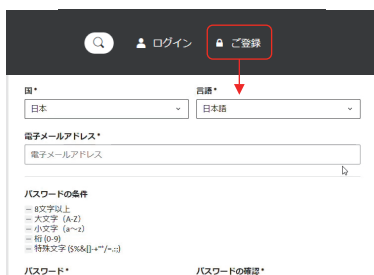 ログイン ご登録
国* 言語*
日本 日本語
電子メールアドレス*
電子メールアドレス
パスワードの条件
8文字以上
大文字 (A-Z)
小文字 (a～z)
桁 (0-9)
パスワード* パスワードの確認*